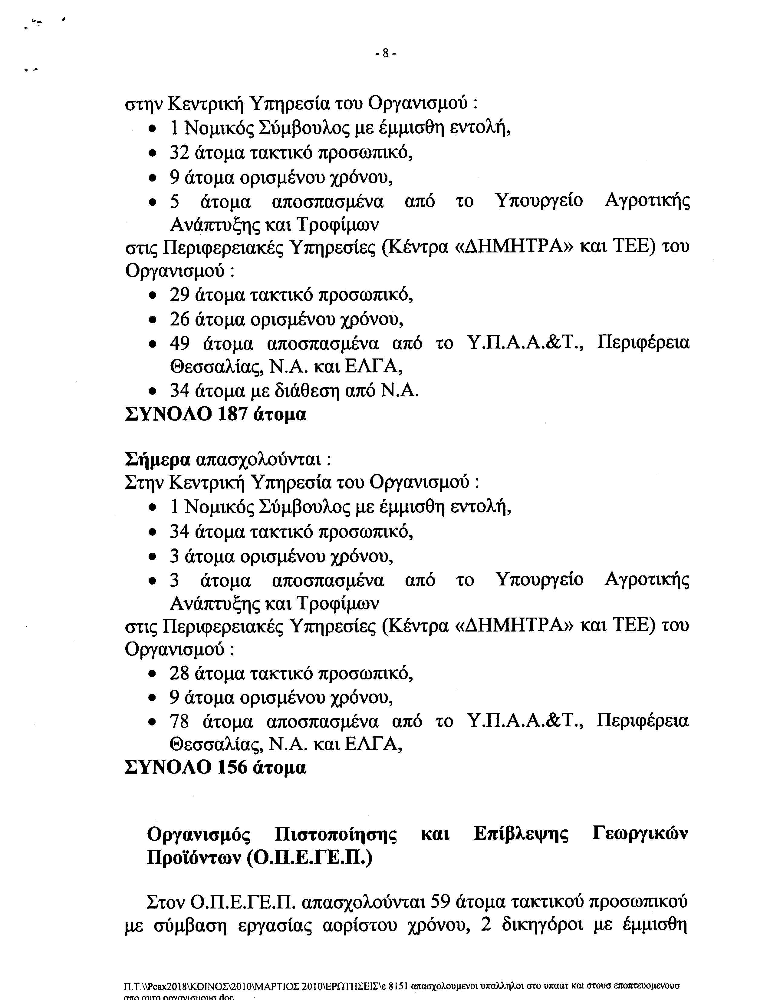 - 8 -
στην Κεντρική Υπηρεσία του Οργανισμού :
• 1 Νομικός Σύμβουλος με έμμισθη εντολή,
• 32 άτομα τακτικό προσωπικό,
• 9 άτομα ορισμένου χρόνου,
• 5 άτομα αποσπασμένα από το Υπουργείο Αγροτικής
Ανάπτυξης και Τροφίμων
στις Περιφερειακές Υπηρεσίες (Κέντρα «ΔΗΜΗΤΡΑ» και ΤΕΕ) του
Οργανισμού :
• 29 άτομα τακτικό προσωπικό,
• 26 άτομα ορισμένου χρόνου,
• 49 άτομα αποσπασμένα από το Υ.Π.Α.Α.&Τ., Περιφέρεια
Θεσσαλίας, Ν.Α. και ΕΛΓΑ,
• 34 άτομα με διάθεση από Ν.Α.
ΣΥΝΟΛΟ 187 άτομα
Σήμερα απασχολούνται :
Στην Κεντρική Υπηρεσία του Οργανισμού :
• 1 Νομικός Σύμβουλος με έμμισθη εντολή,
• 34 άτομα τακτικό προσωπικό,
• 3 άτομα ορισμένου χρόνου,
• 3 άτομα αποσπασμένα από το Υπουργείο Αγροτικής
Ανάπτυξης και Τροφίμων
στις Περιφερειακές Υπηρεσίες (Κέντρα «ΔΗΜΗΤΡΑ» και ΤΕΕ) του
Οργανισμού :
• 28 άτομα τακτικό προσωπικό,
• 9 άτομα ορισμένου χρόνου,
• 78 άτομα αποσπασμένα από το Υ.Π.Α.Α.&Τ., Περιφέρεια
Θεσσαλίας, Ν.Α. και ΕΛΓΑ,
ΣΥΝΟΛΟ 156 άτομα
Οργανισμός Πιστοποίησης και Επίβλεψης Γεωργικών
Προϊόντων (Ο.Π.Ε.ΓΕ.Π.)
Στον Ο.Π.Ε.ΓΕ.Π. απασχολούνται 59 άτομα τακτικού προσωπικού
με σύμβαση εργασίας αορίστου χρόνου, 2 δικηγόροι με έμμισθη
Π.Τ.\\Pcax2018\ΚΟΙΝΟΣ\2010\ΜΑΡΤΙΟΣ 2010\ΕΡΩΤΗΣΕΙΣ\ε 8151 απασχολουμενοι υπαλληλοι στο υπαατ και στουσ εποπτευομενουσ
απο αυτο οργανισμουσ.doc